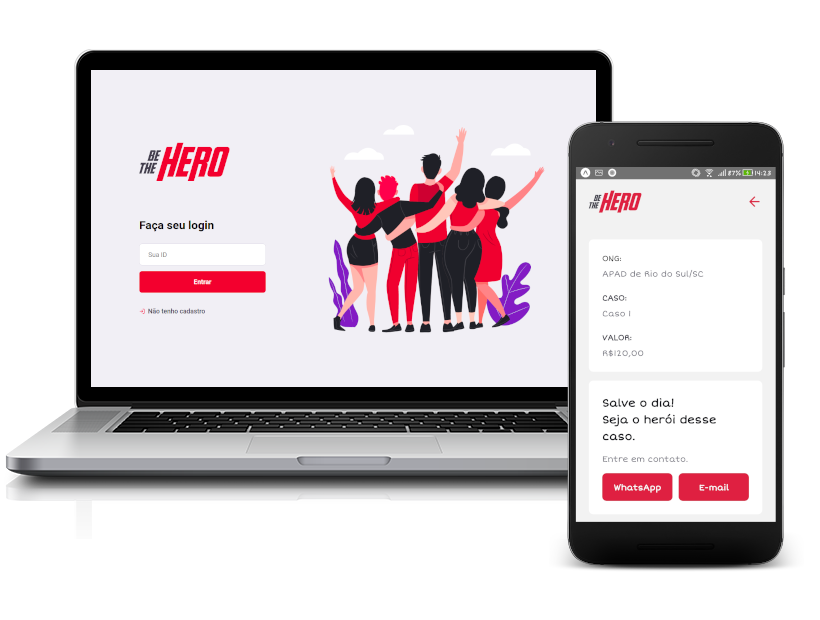 BE
THE HERO
Faça seu login
Sua ID
Entrar
Não tenho cadastro
87% 14:23
BE
THE HERO
ONG:
APAD de Rio do Sul/SC
CASO:
Caso 1
VALOR:
R$120,00
Salve o dia!
Seja o herói desse
caso.
Entre em contato.
WhatsApp E-mail